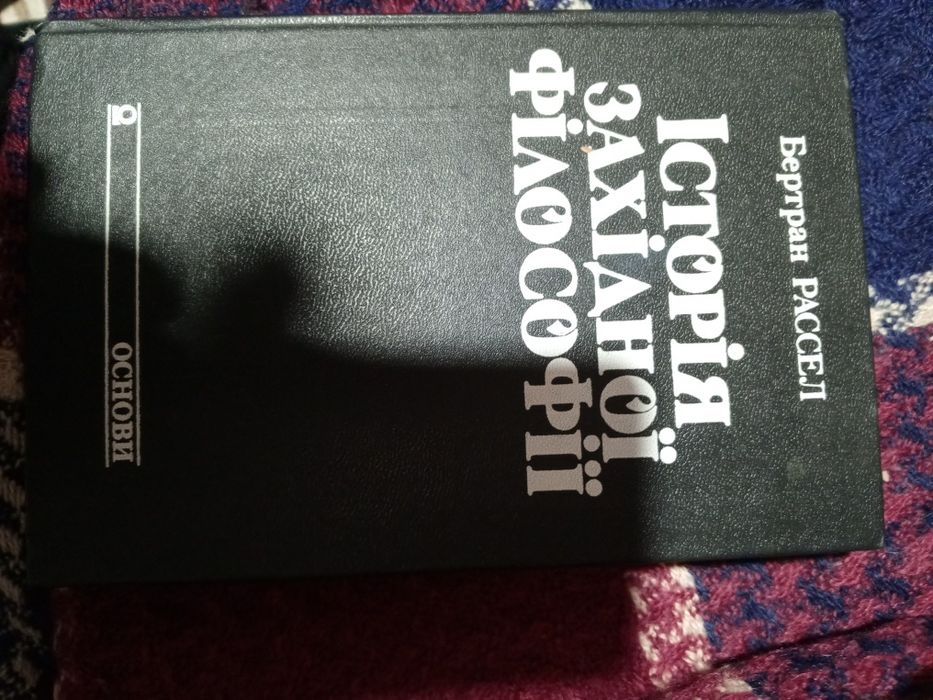 Бертран РАССЕЛ
ІСТОРІЯ
ЗАХІДНОЇ
ФІЛОСОФІЇ
ОСНОВИ